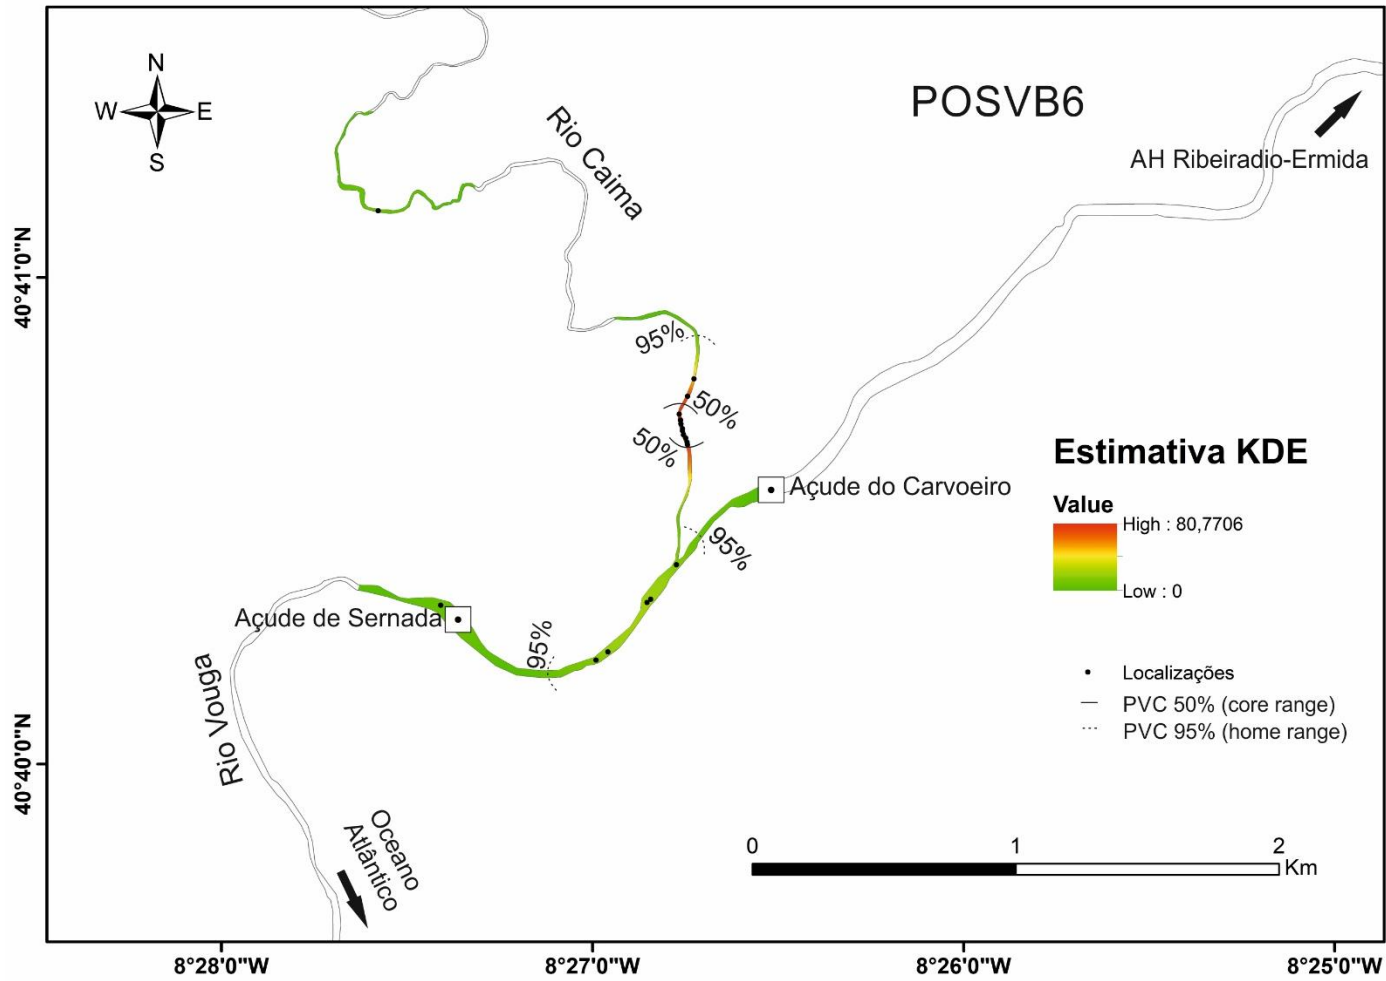 N
W E
S
POSVB6
Rio Caima
AH Ribeiradio-Ermida
40°41'0"N
95%
50%
50%
Açude do Carvoeiro
95%
Açude de Sernada
95%
Rio Vouga
40°40'0"N
Oceano
Atlântico
Estimativa KDE
Value
High : 80,7706
Low : 0
Localizações
PVC 50% (core range)
PVC 95% (home range)
0 1 2
Km
8°28'0"W 8°27'0"W 8°26'0"W 8°25'0"W